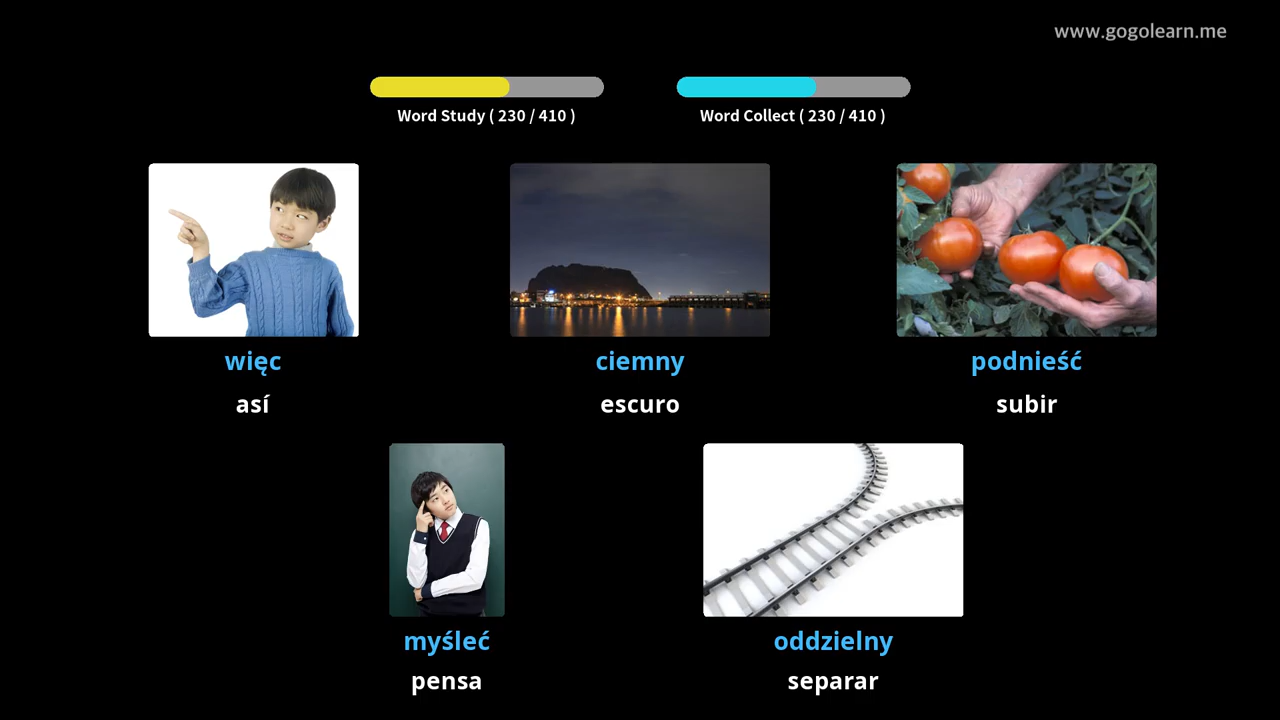 www.gogolearn.me
Word Study ( 230 / 410 )
Word Collect ( 230 / 410 )
więc
ciemny
podnieść
así
escuro
subir
myśleć
oddzielny
pensa
separar